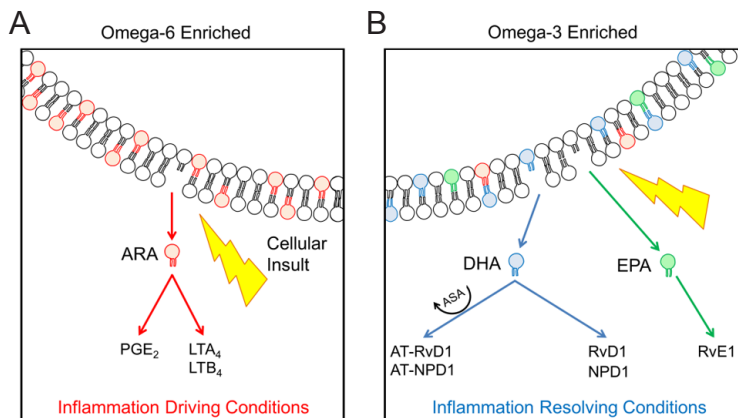 A
Omega-6 Enriched
ARA
Cellular
Insult
PGE₂
LTA₄
LTB₄
Inflammation Driving Conditions
B
Omega-3 Enriched
DHA
EPA
ASA
AT-RvD1
AT-NPD1
RvD1
NPD1
RvE1
Inflammation Resolving Conditions